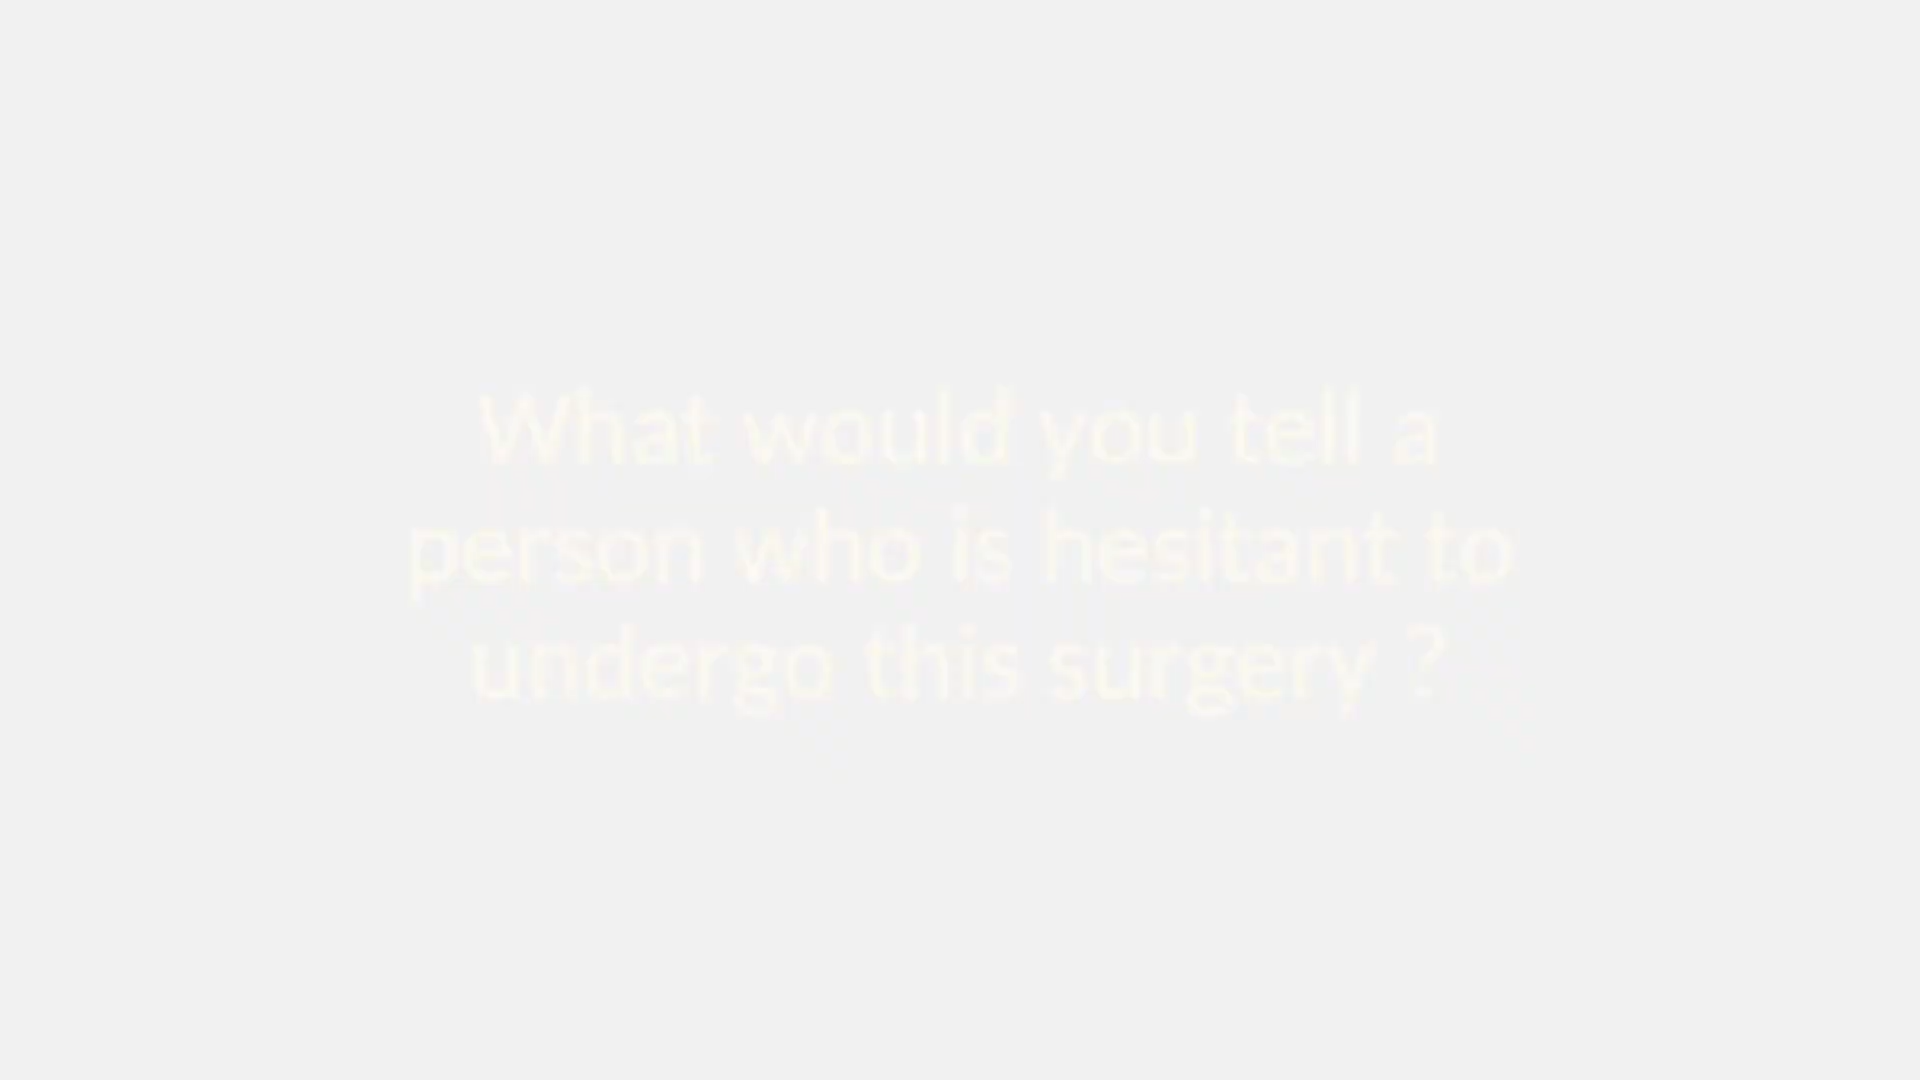 What would you tell a
person who is hesitant to
undergo this surgery ?